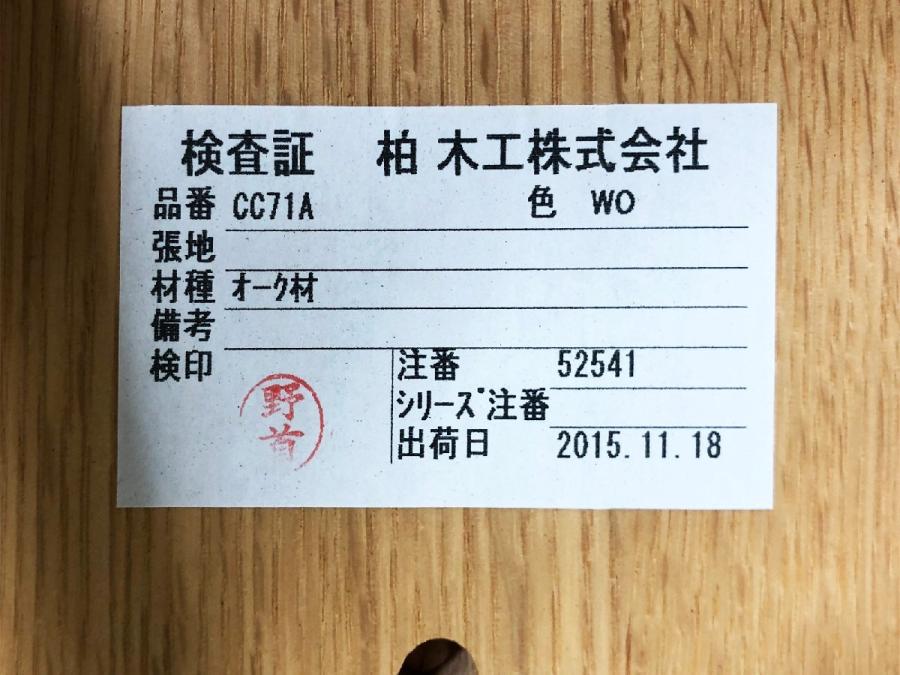 検査証 柏木工株式会社
品番 CC71A 色 WO
張地
材種 ｵｰｸ材
備考
検印
野首
注番 52541
ｼﾘｰｽﾞ注番
出荷日 2015.11.18